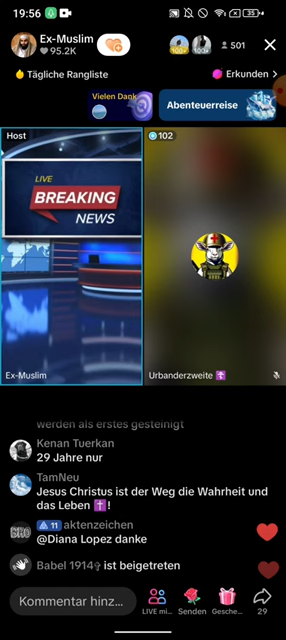 19:56
35
Ex-Muslim
95.2K
100+
100+
501
Tägliche Rangliste
Erkunden >
Vielen Dank
Abenteuerreise
Host
102
LIVE
BREAKING
NEWS
Ex-Muslim
Urbanderzweite ☦
werden als erstes gesteinigt
Kenan Tuerkan
29 Jahre nur
TamNeu
Jesus Christus ist der Weg die Wahrheit und
das Leben ✝!
11 aktenzeichen
@Diana Lopez danke
Babel 1914 ist beigetreten
Kommentar hinz...
LIVE mi...
Senden
Gesche...
29